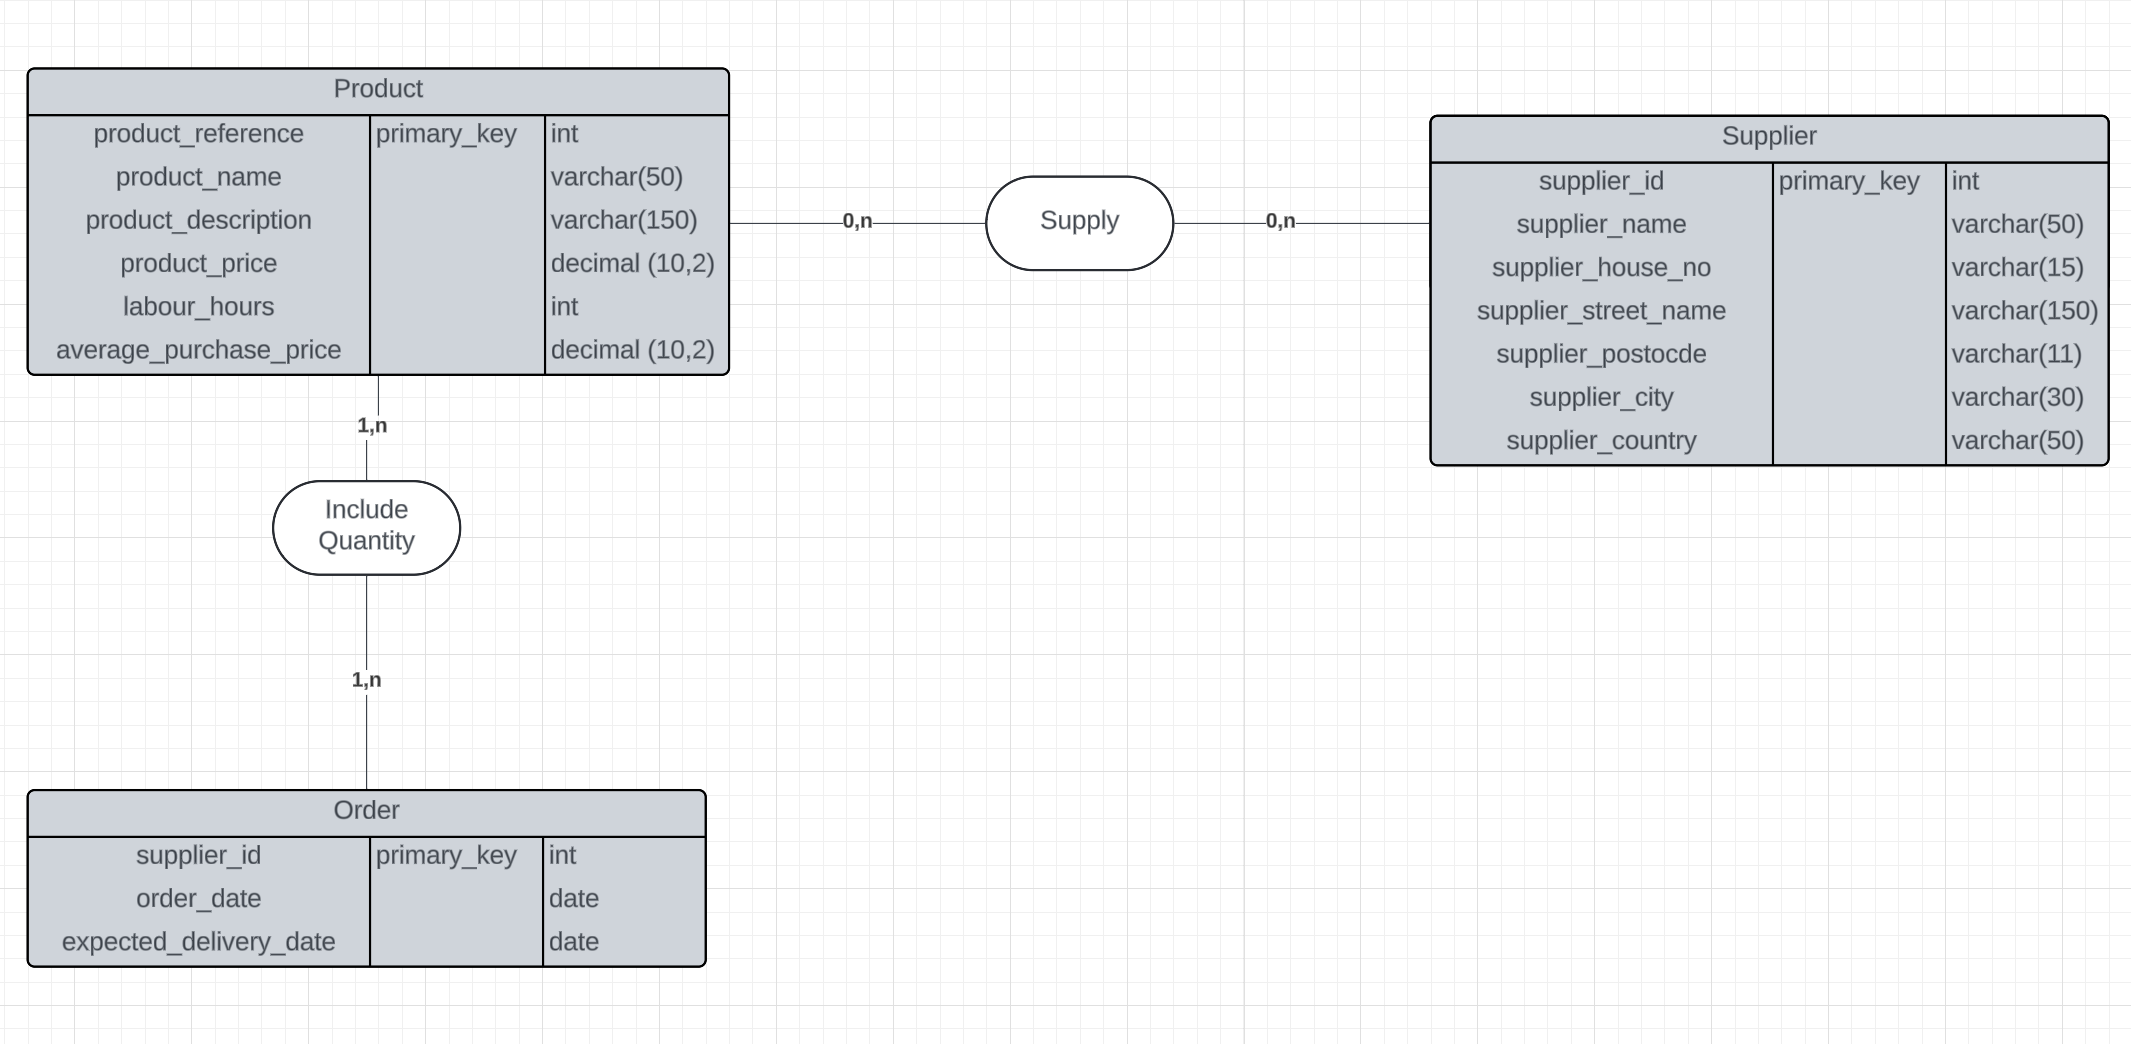 Product
product_reference primary_key int
product_name varchar(50)
product_description varchar(150)
product_price decimal (10,2)
labour_hours int
average_purchase_price decimal (10,2)
0,n
Supply
0,n
Supplier
supplier_id primary_key int
supplier_name varchar(50)
supplier_house_no varchar(15)
supplier_street_name varchar(150)
supplier_postocde varchar(11)
supplier_city varchar(30)
supplier_country varchar(50)
1,n
Include
Quantity
1,n
Order
supplier_id primary_key int
order_date date
expected_delivery_date date